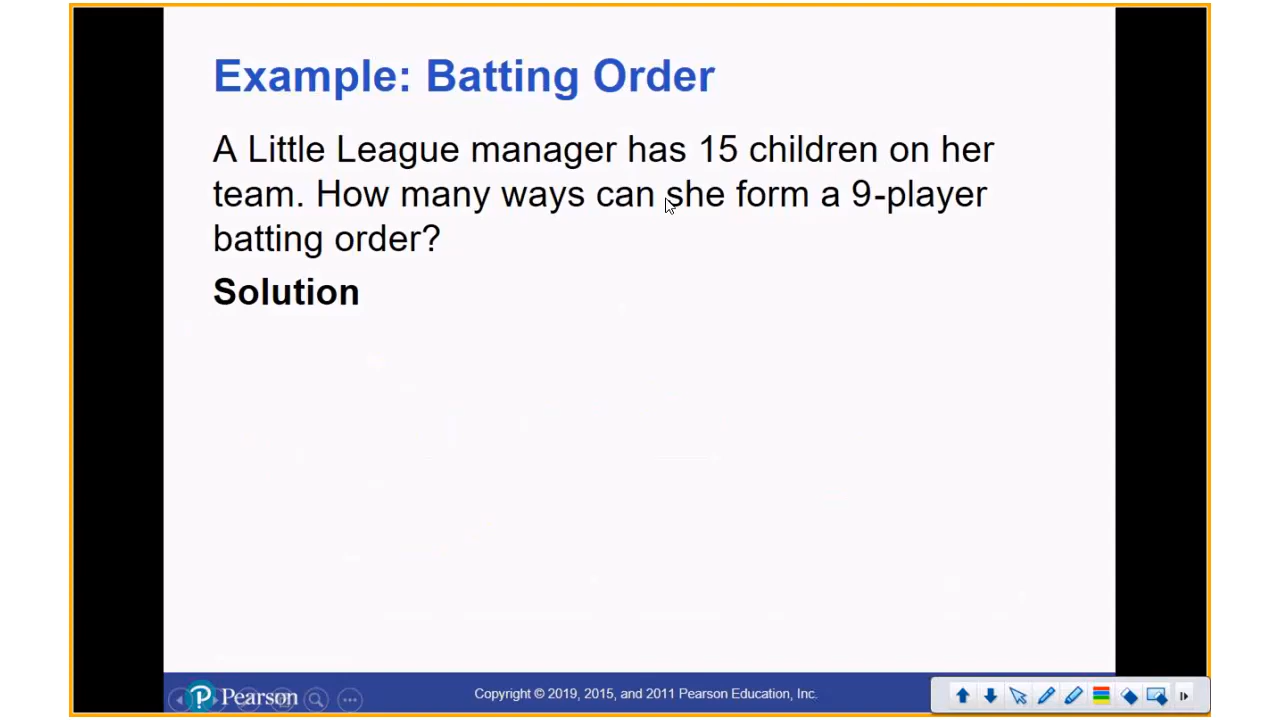 Example: Batting Order
A Little League manager has 15 children on her
team. How many ways can she form a 9-player
batting order?
Solution
Pearson
Copyright © 2019, 2015, and 2011 Pearson Education, Inc.